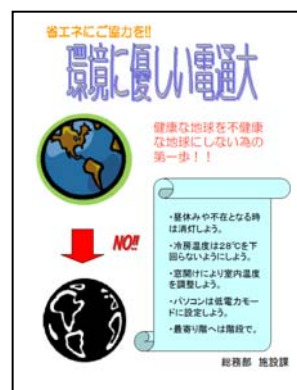 省エネにご協力を!!
環境に優しい電通大
健康な地球を不健康
な地球にしない為の
第一歩！！
NO!!
・昼休みや不在となる時
は消灯しよう。
・冷房温度は28℃を下
回らないようにしよう。
・窓開けにより室内温度
を調整しよう。
・パソコンは低電力モー
ドに設定しよう。
・最寄り階へは階段で。
総務部 施設課